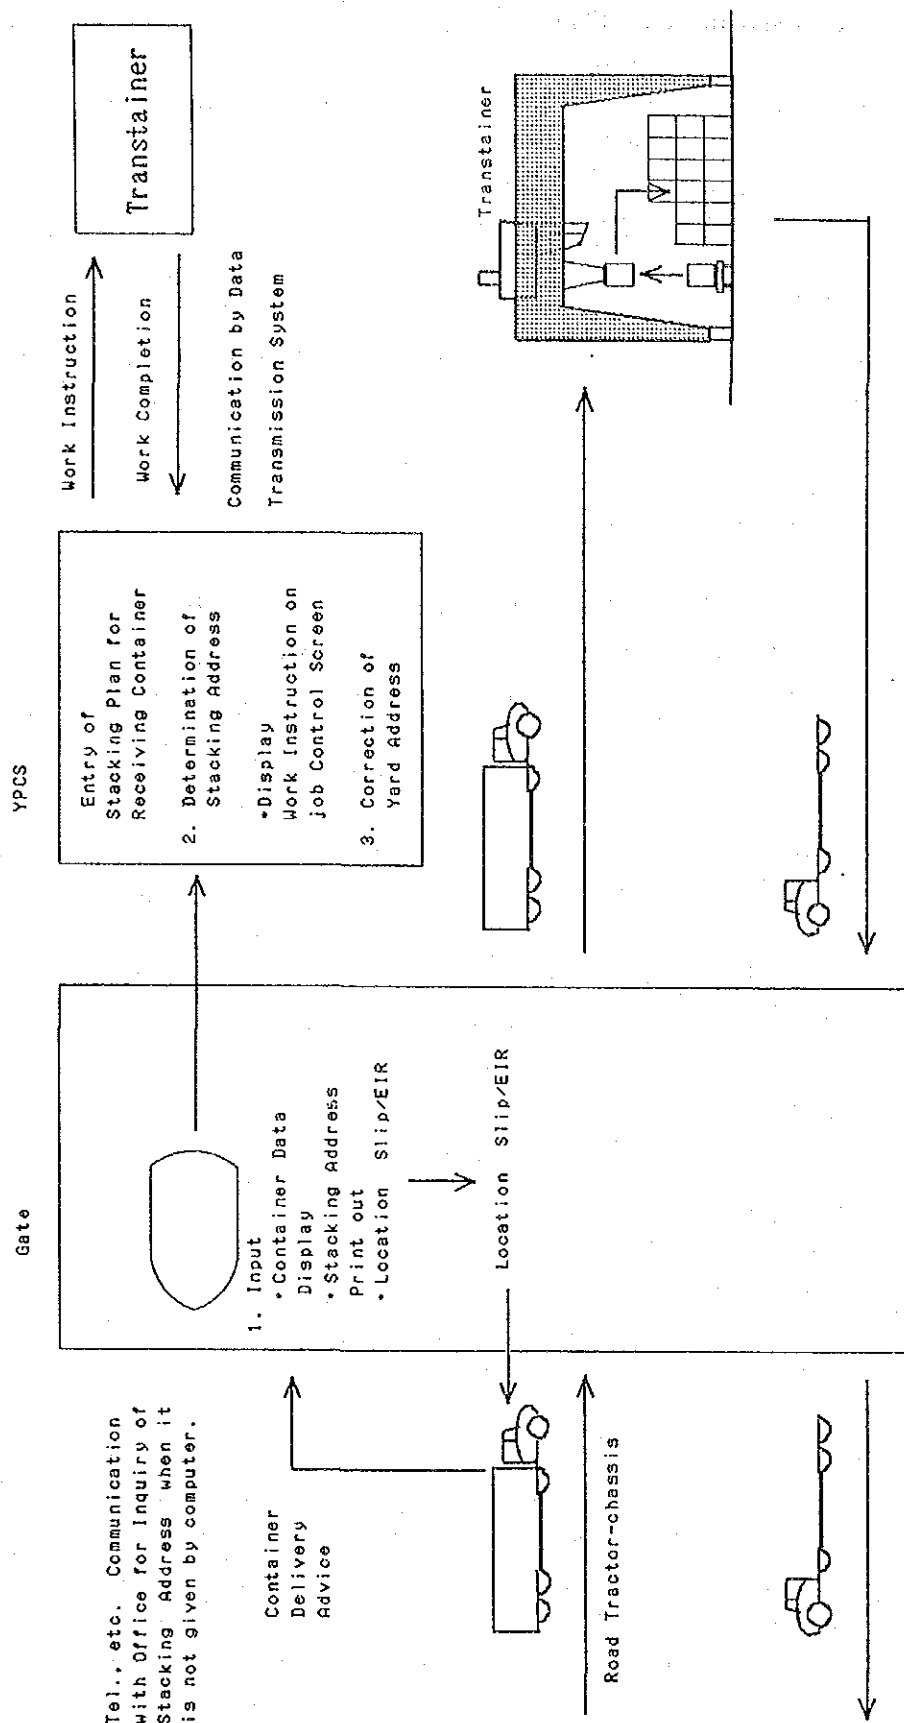 Gate
YPCS
Tel., etc. Communication
with Office for Inquiry of
Stacking Address when it
is not given by computer.
Container
Delivery
Advice
Road Tractor-chassis
1. Input
• Container Data
Display
• Stacking Address
Print out
• Location Slip/EIR
Location Slip/EIR
Entry of
Stacking Plan for
Receiving Container
2. Determination of
Stacking Address
•Display
Work Instruction on
job Control Screen
3. Correction of
Yard Address
Work Instruction
Work Completion
Communication by Data
Transmission System
Transtainer
Transtainer